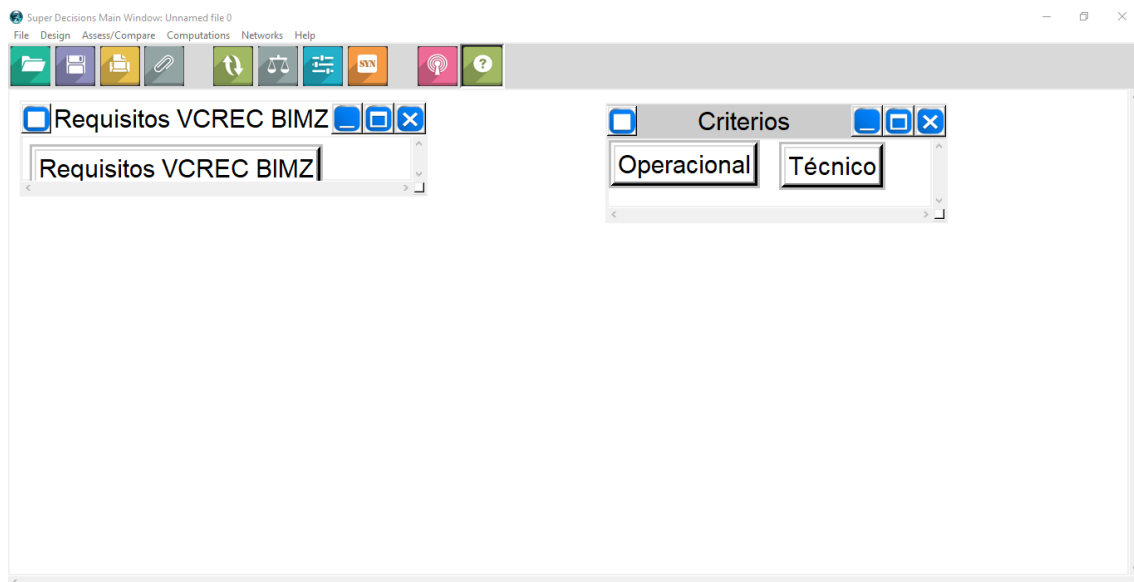 Super Decisions Main Window: Unnamed file 0
File Design Assess/Compare Computations Networks Help
SYN
?
Requisitos VCREC BIMZ
Requisitos VCREC BIMZ
Criterios
Operacional Técnico